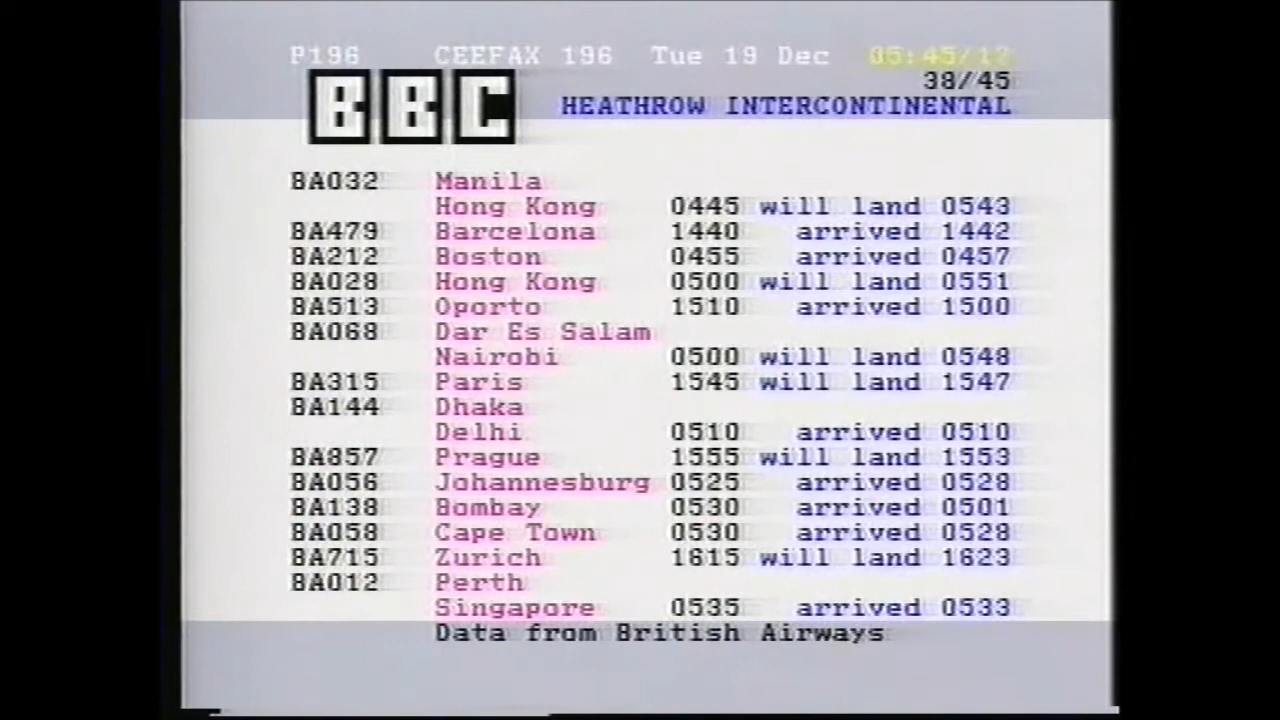 P196 CEEFAX 196 Tue 19 Dec 05:45/12
38/45
BBC HEATHROW INTERCONTINENTAL
BA032 Manila
Hong Kong 0445 will land 0543
BA479 Barcelona 1440 arrived 1442
BA212 Boston 0455 arrived 0457
BA028 Hong Kong 0500 will land 0551
BA513 Oporto 1510 arrived 1500
BA068 Dar Es Salam
Nairobi 0500 will land 0548
BA315 Paris 1545 will land 1547
BA144 Dhaka
Delhi 0510 arrived 0510
BA857 Prague 1555 will land 1553
BA056 Johannesburg 0525 arrived 0528
BA138 Bombay 0530 arrived 0501
BA058 Cape Town 0530 arrived 0528
BA715 Zurich 1615 will land 1623
BA012 Perth
Singapore 0535 arrived 0533
Data from British Airways